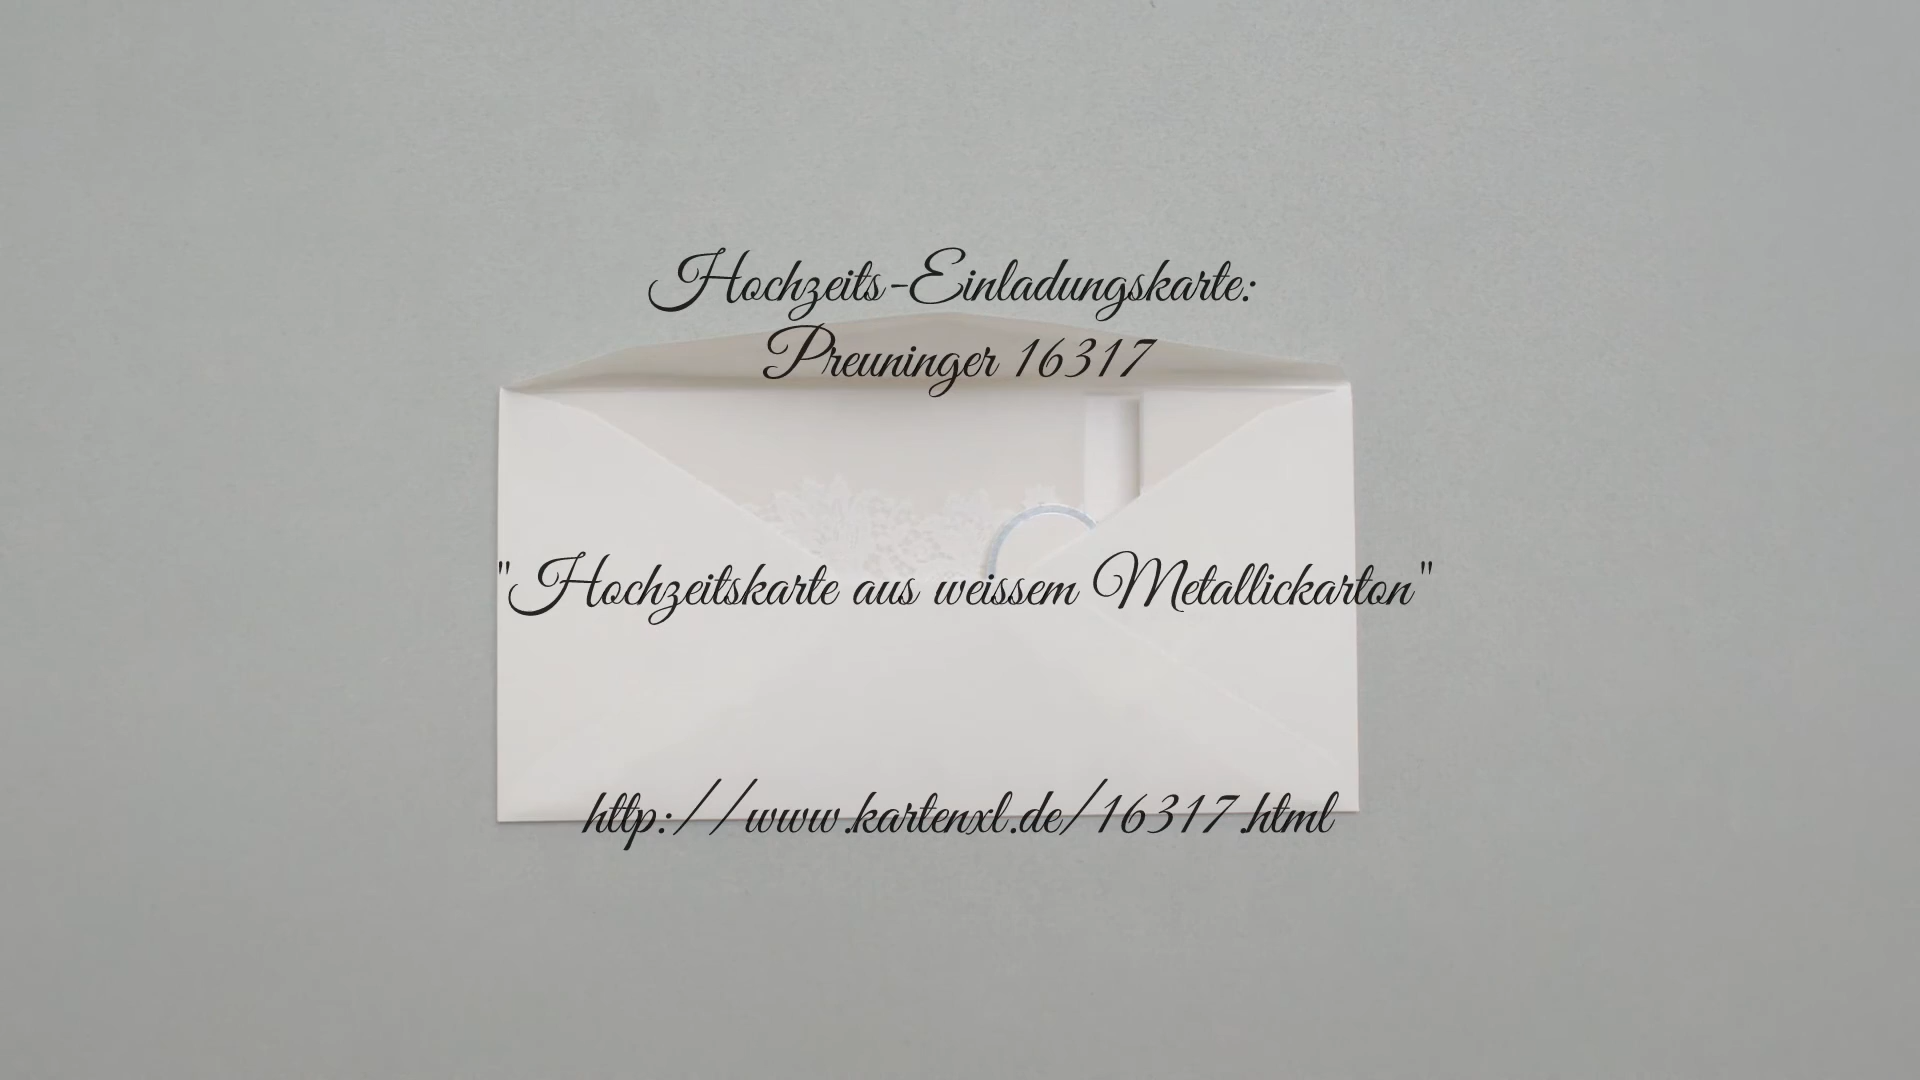 Hochzeits-Einladungskarte:
Preuninger 16317
"Hochzeitskarte aus weissem Metallickarton"
http://www.kartenxl.de/16317.html